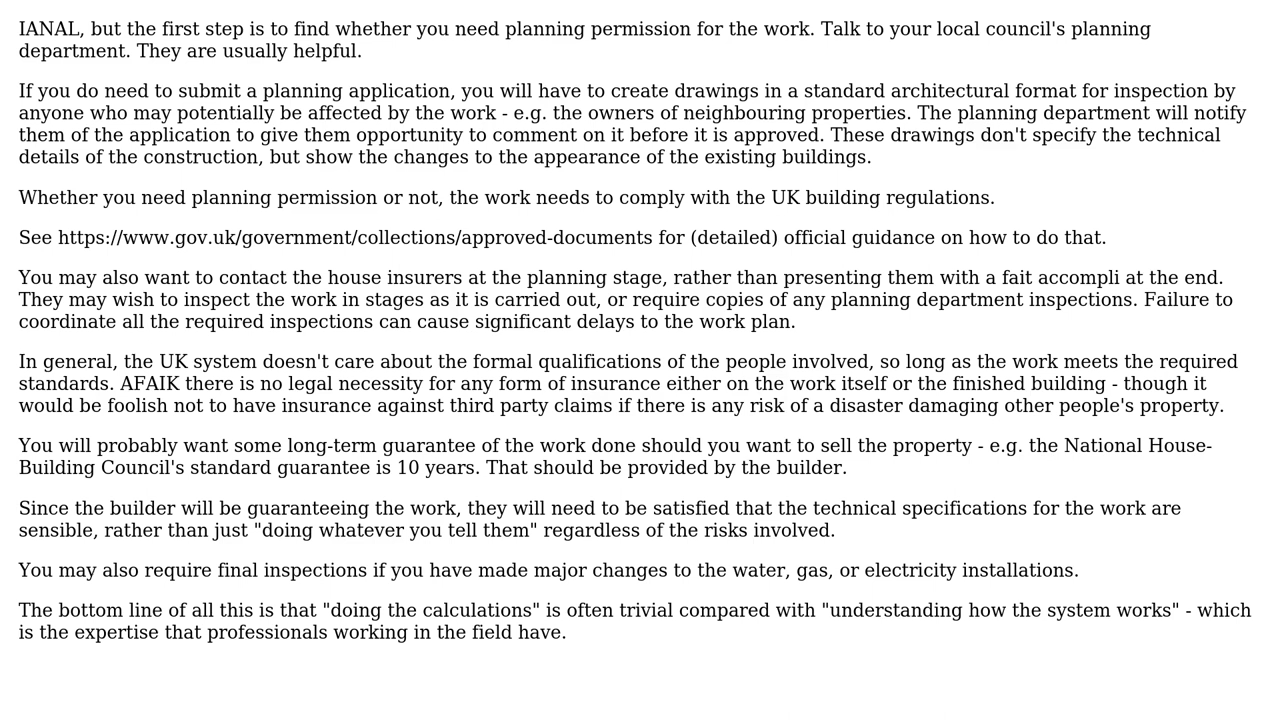 IANAL, but the first step is to find whether you need planning permission for the work. Talk to your local council's planning
department. They are usually helpful.
If you do need to submit a planning application, you will have to create drawings in a standard architectural format for inspection by
anyone who may potentially be affected by the work - e.g. the owners of neighbouring properties. The planning department will notify
them of the application to give them opportunity to comment on it before it is approved. These drawings don't specify the technical
details of the construction, but show the changes to the appearance of the existing buildings.
Whether you need planning permission or not, the work needs to comply with the UK building regulations.
See https://www.gov.uk/government/collections/approved-documents for (detailed) official guidance on how to do that.
You may also want to contact the house insurers at the planning stage, rather than presenting them with a fait accompli at the end.
They may wish to inspect the work in stages as it is carried out, or require copies of any planning department inspections. Failure to
coordinate all the required inspections can cause significant delays to the work plan.
In general, the UK system doesn't care about the formal qualifications of the people involved, so long as the work meets the required
standards. AFAIK there is no legal necessity for any form of insurance either on the work itself or the finished building - though it
would be foolish not to have insurance against third party claims if there is any risk of a disaster damaging other people's property.
You will probably want some long-term guarantee of the work done should you want to sell the property - e.g. the National House-
Building Council's standard guarantee is 10 years. That should be provided by the builder.
Since the builder will be guaranteeing the work, they will need to be satisfied that the technical specifications for the work are
sensible, rather than just "doing whatever you tell them" regardless of the risks involved.
You may also require final inspections if you have made major changes to the water, gas, or electricity installations.
The bottom line of all this is that "doing the calculations" is often trivial compared with "understanding how the system works" - which
is the expertise that professionals working in the field have.